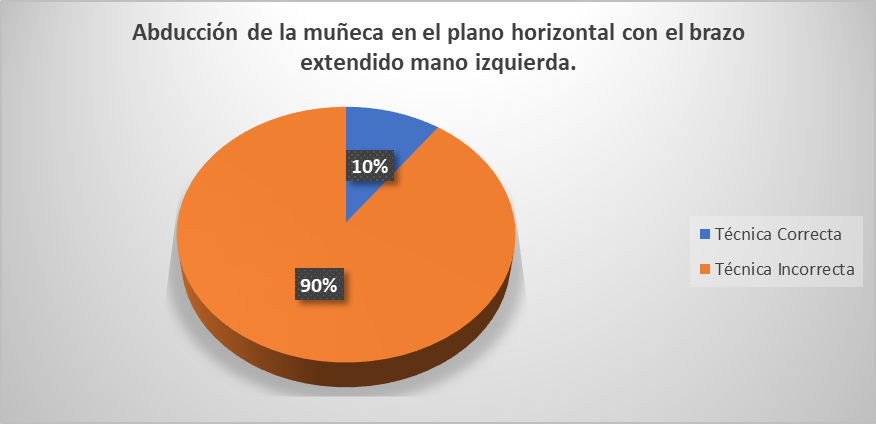 Abducción de la muñeca en el plano horizontal con el brazo
extendido mano izquierda.
10%
90%
Técnica Correcta
Técnica Incorrecta